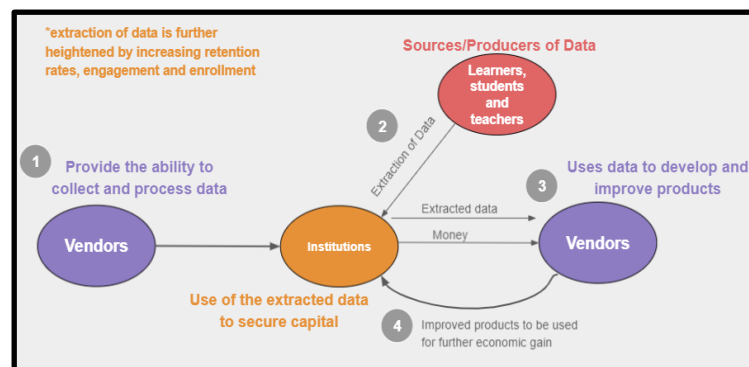 *extraction of data is further
heightened by increasing retention
rates, engagement and enrollment
Sources/Producers of Data
Learners,
students
and
teachers
2
Extraction of Data
1
Provide the ability to
collect and process data
3
Uses data to develop and
improve products
Vendors
Institutions
Extracted data
Money
Vendors
Use of the extracted data
to secure capital
4
Improved products to be used
for further economic gain